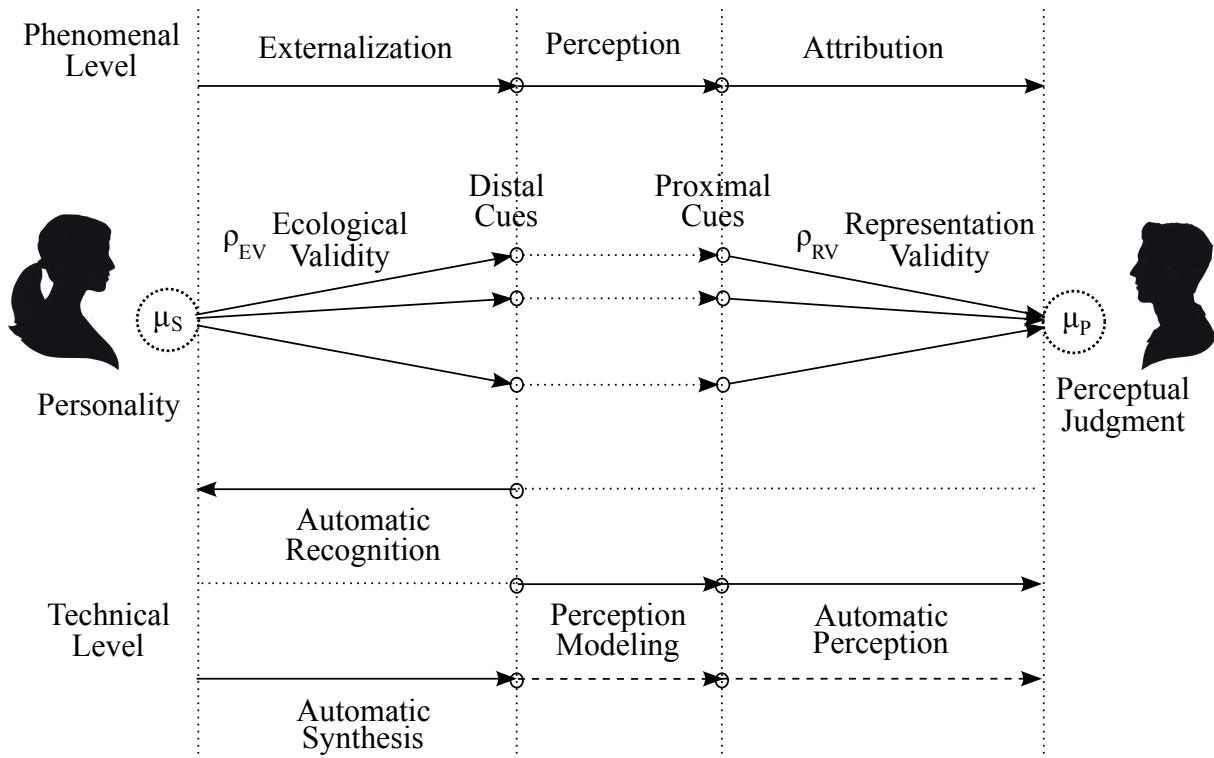 Phenomenal
Level
Externalization
Perception
Attribution
Distal
Cues
Proximal
Cues
ρEV
Ecological
Validity
ρRV
Representation
Validity
μS
μP
Personality
Perceptual
Judgment
Automatic
Recognition
Technical
Level
Perception
Modeling
Automatic
Perception
Automatic
Synthesis